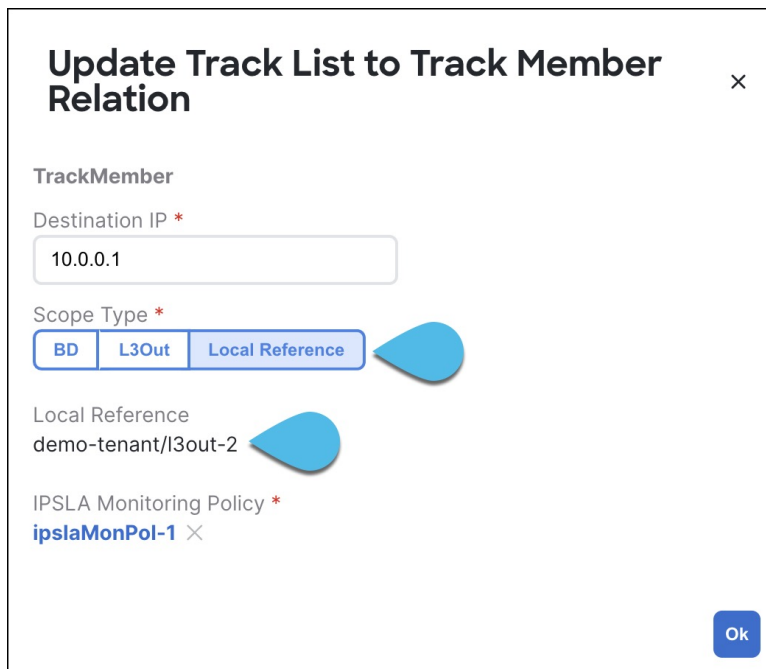 Update Track List to Track Member
Relation
TrackMember
Destination IP *
10.0.0.1
Scope Type *
BD L3Out Local Reference
Local Reference
demo-tenant/l3out-2
IPSLA Monitoring Policy *
ipslaMonPol-1
Ok